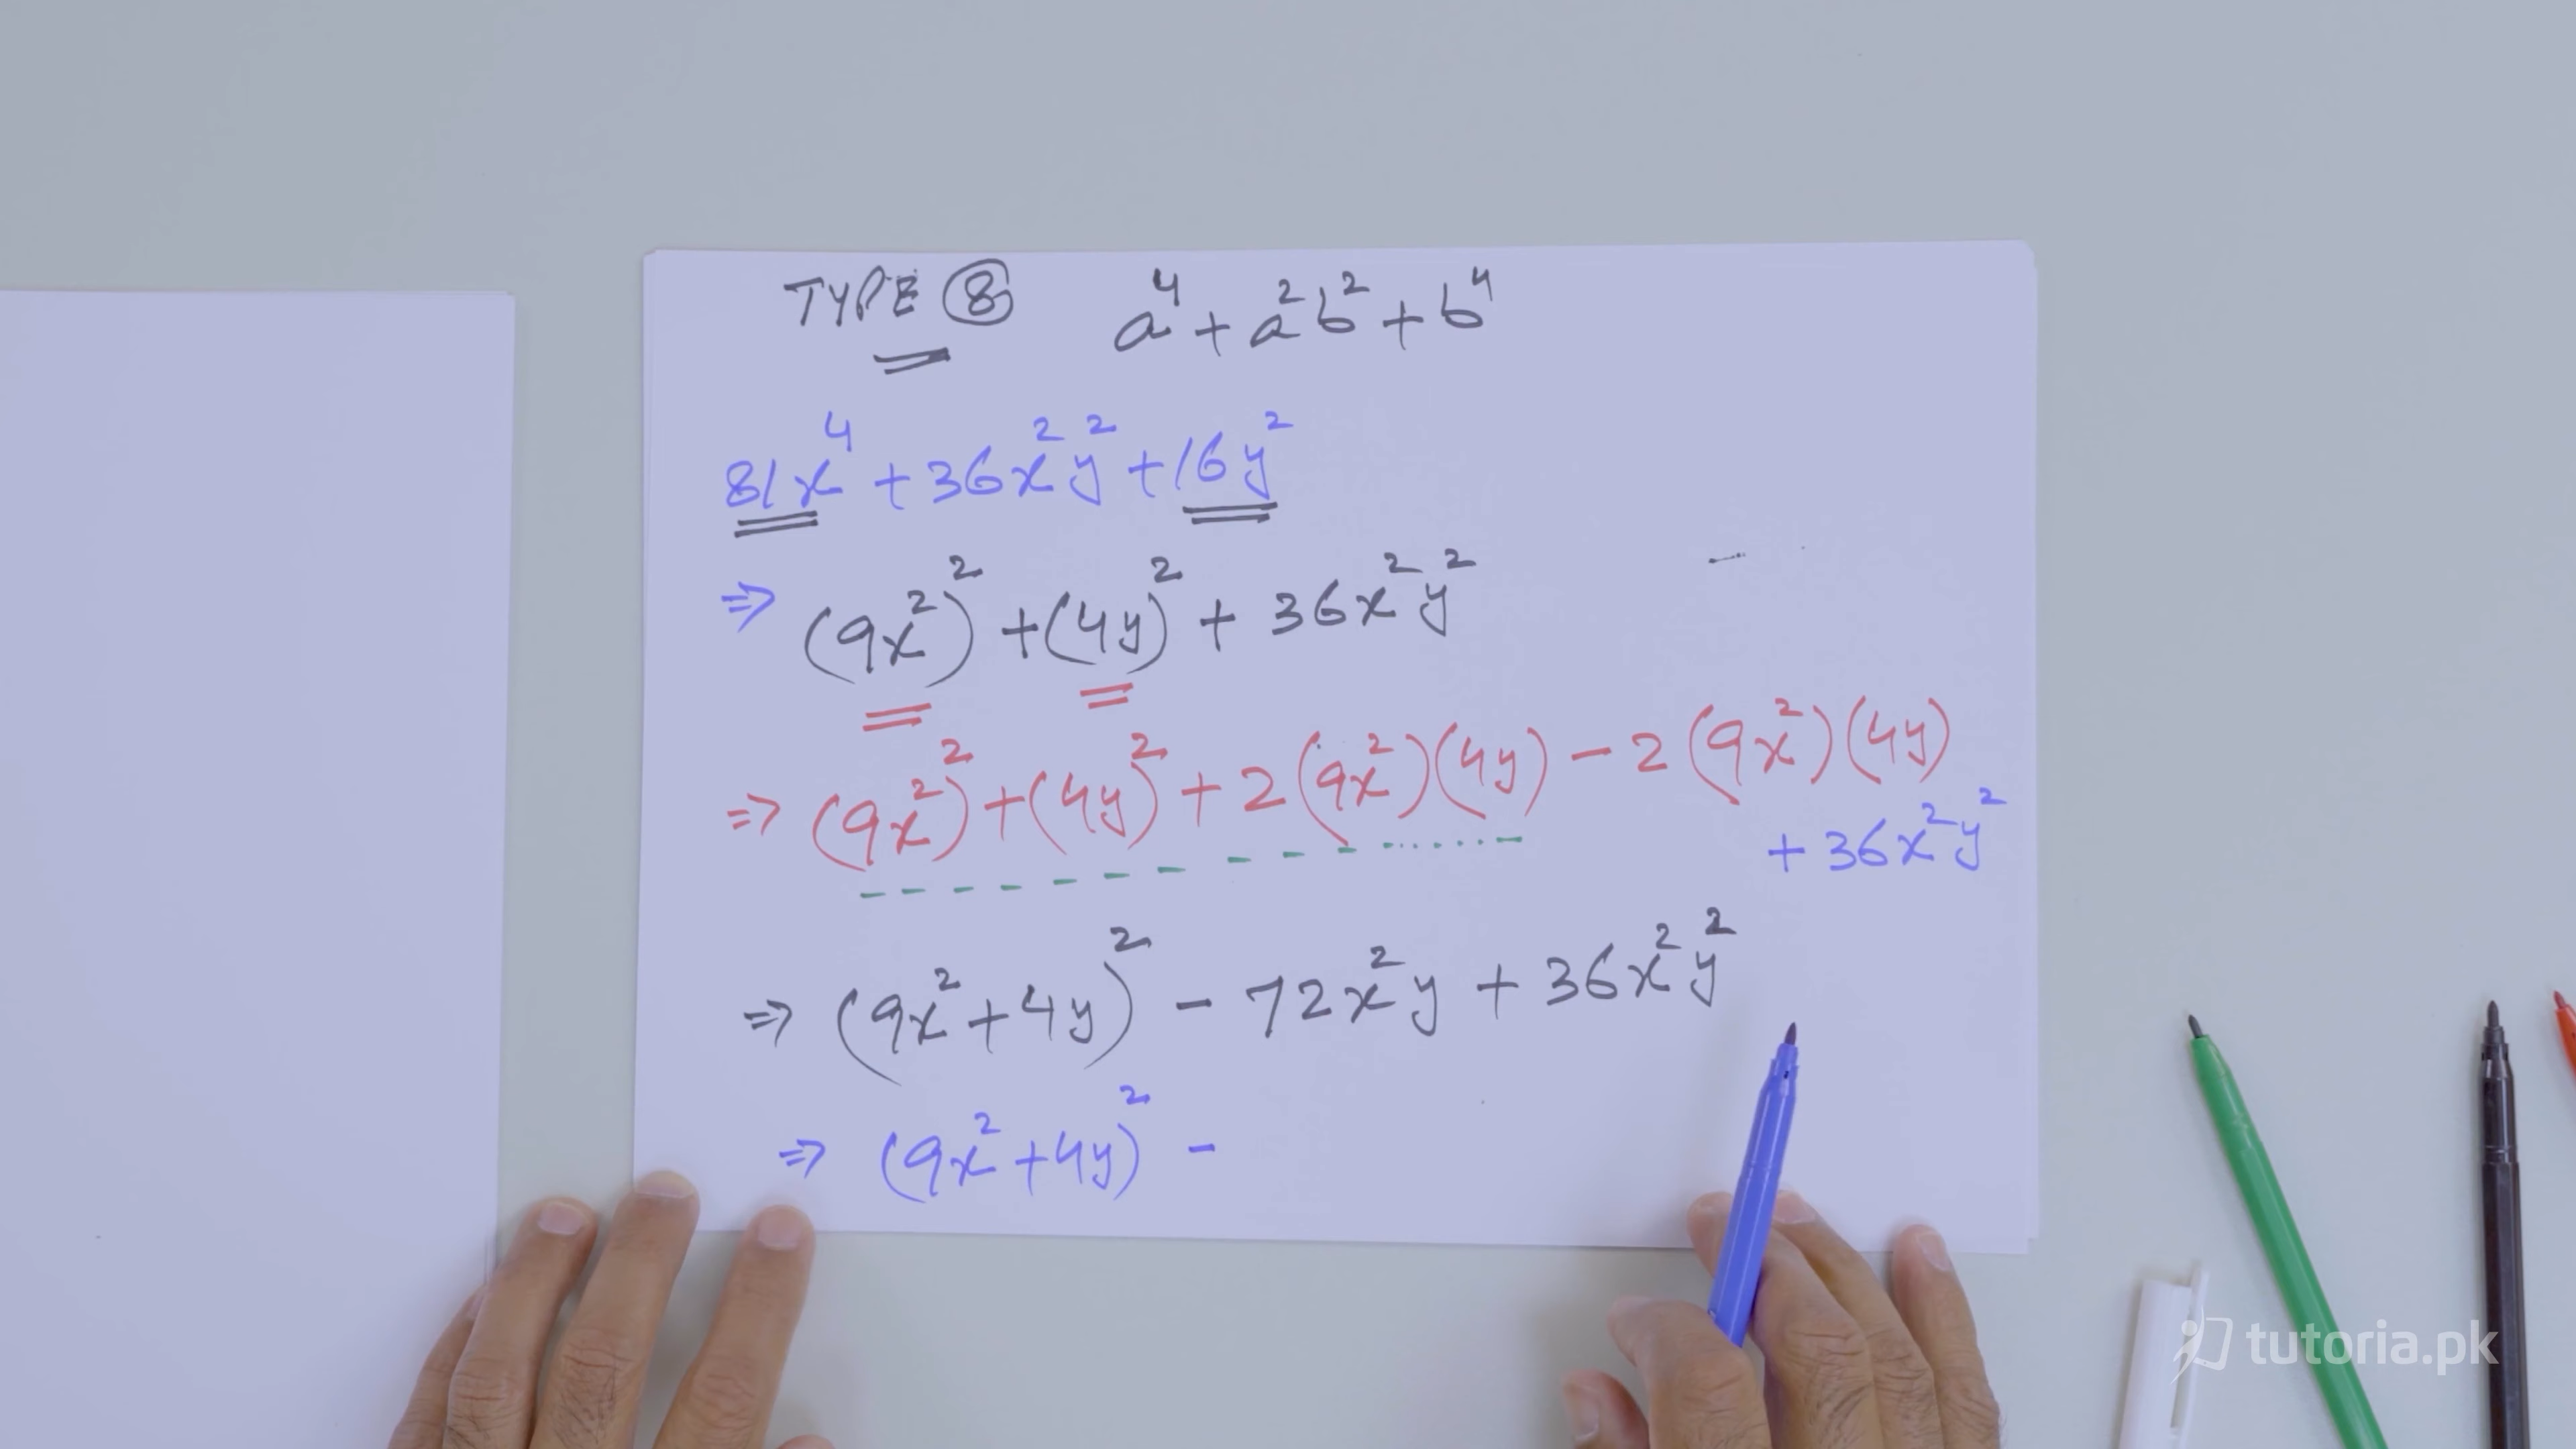 TYPE ⑧ a⁴ + a²b² + b⁴
81x⁴ + 36x²y² + 16y²
⇒ (9x²)² + (4y)² + 36x²y²
⇒ (9x²)² + (4y)² + 2(9x²)(4y) - 2(9x²)(4y)
+ 36x²y²
⇒ (9x² + 4y)² - 72x²y + 36x²y²
⇒ (9x² + 4y)² -
tutoria.pk